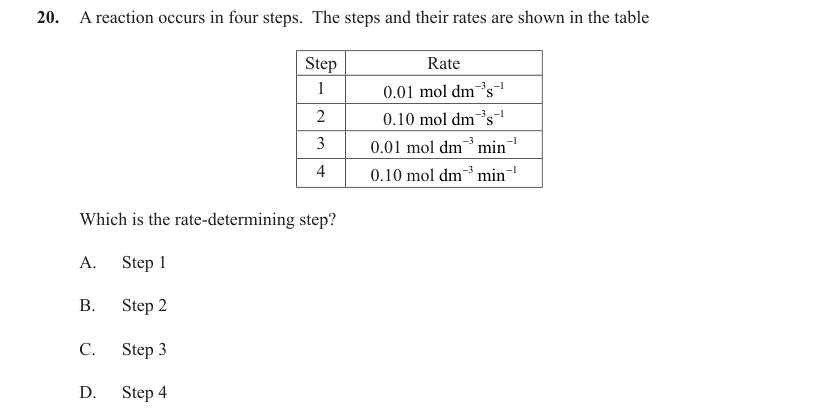 20. A reaction occurs in four steps. The steps and their rates are shown in the table
Step Rate
1 0.01 mol dm⁻³s⁻¹
2 0.10 mol dm⁻³s⁻¹
3 0.01 mol dm⁻³ min⁻¹
4 0.10 mol dm⁻³ min⁻¹
Which is the rate-determining step?
A. Step 1
B. Step 2
C. Step 3
D. Step 4